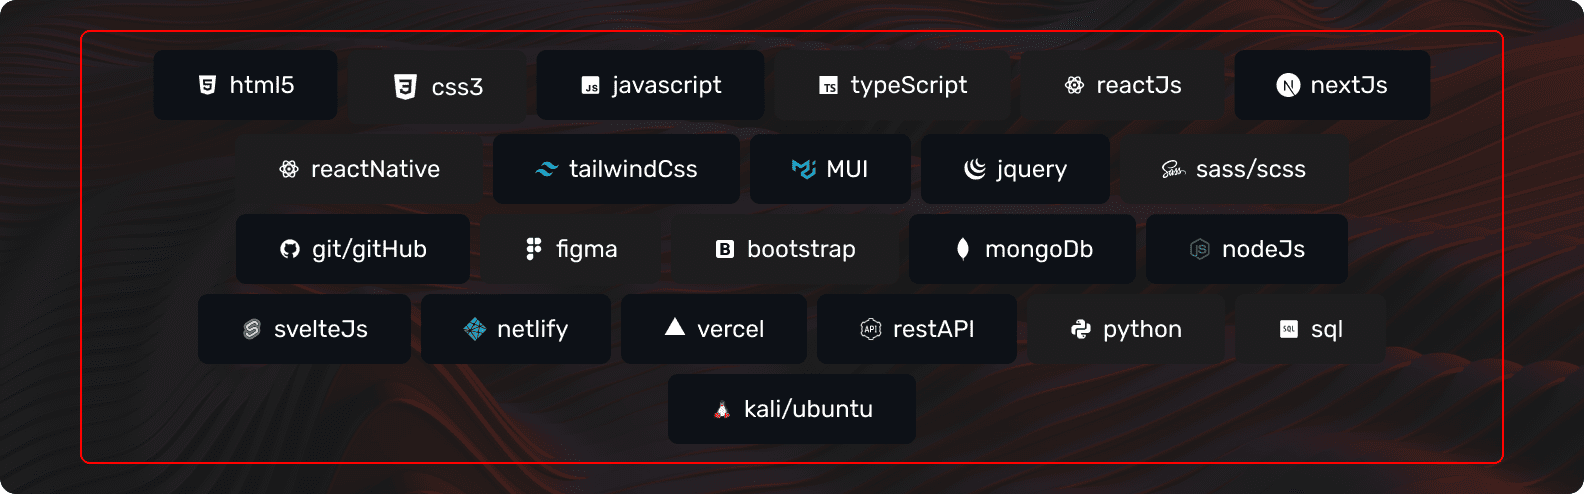 html5 css3 javascript typeScript reactJs nextJs
reactNative tailwindCss MUI jquery sass/scss
git/gitHub figma bootstrap mongoDb nodeJs
svelteJs netlify vercel restAPI python sql
kali/ubuntu